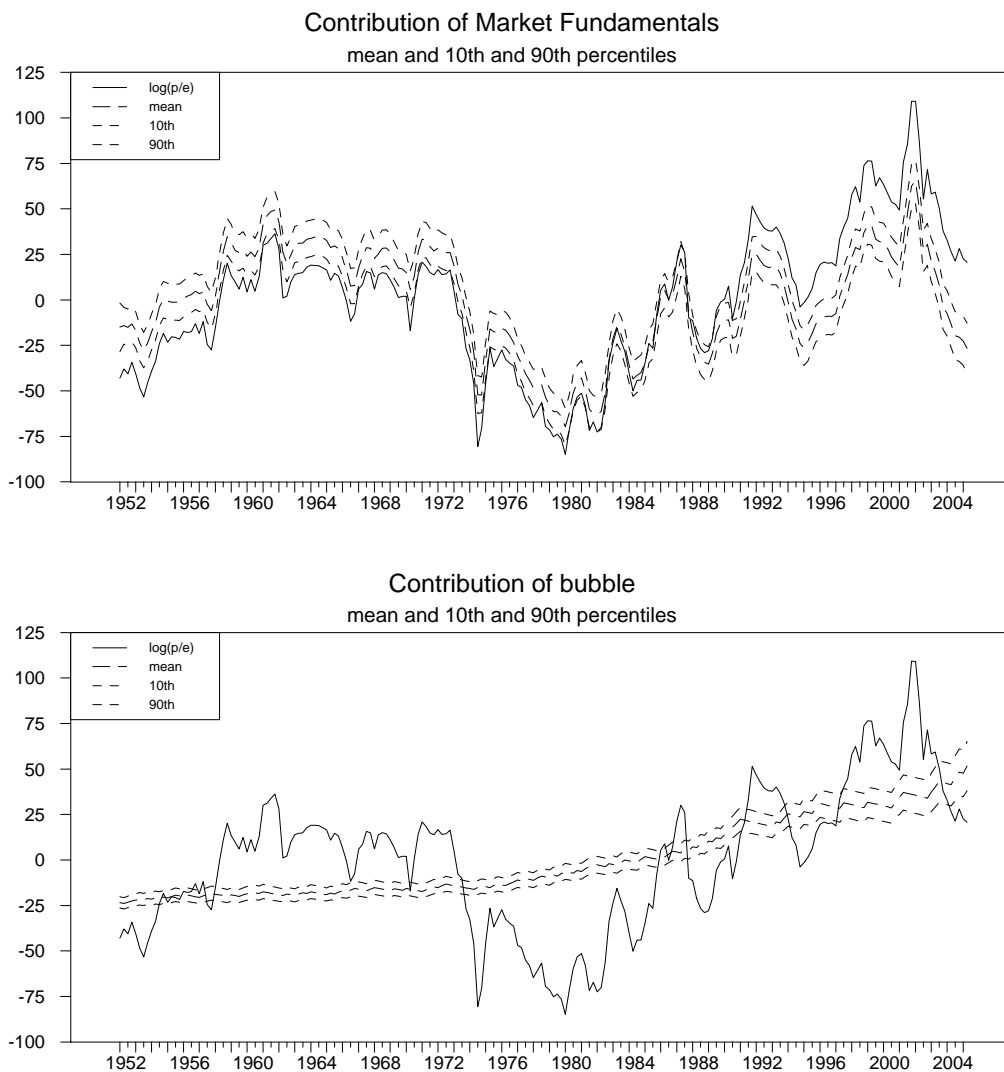 Contribution of Market Fundamentals
mean and 10th and 90th percentiles
125
100
75
50
25
0
-25
-50
-75
-100
log(p/e)
mean
10th
90th
1952 1956 1960 1964 1968 1972 1976 1980 1984 1988 1992 1996 2000 2004
Contribution of bubble
mean and 10th and 90th percentiles
125
100
75
50
25
0
-25
-50
-75
-100
log(p/e)
mean
10th
90th
1952 1956 1960 1964 1968 1972 1976 1980 1984 1988 1992 1996 2000 2004